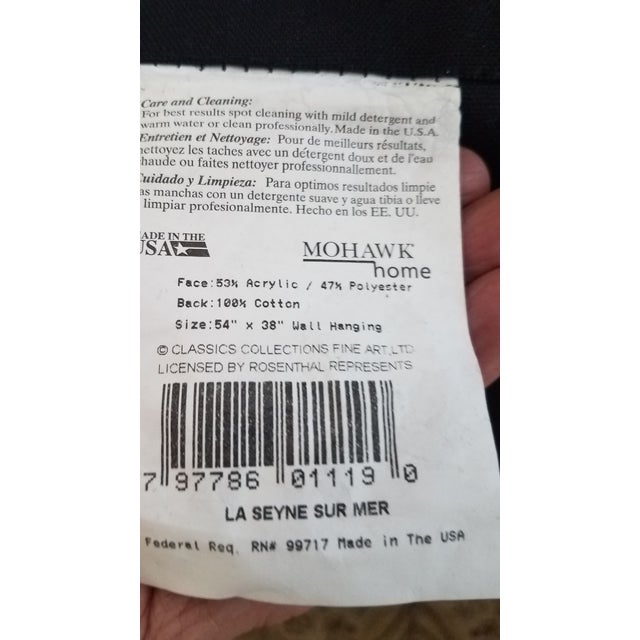 Care and Cleaning:
For best results spot cleaning with mild detergent and
warm water or clean professionally. Made in the U.S.A.
Entretien et Nettoyage: Pour de meilleurs résultats,
nettoyez les taches avec un détergent doux et de l'eau
chaude ou faites nettoyer professionnallement.
Cuidado y Limpieza: Para optimos resultados limpie
as manchas con un detergente suave y agua tibia o lleve
limpiar profesionalmente. Hecho en los EE. UU.
ADE IN THE
USA
MOHAWK
home
Face:53% Acrylic / 47% Polyester
Back:100% Cotton
Size:54" x 38" Wall Hanging
© CLASSICS COLLECTIONS FINE ART,LTD
LICENSED BY ROSENTHAL REPRESENTS
7 97786 01119 0
LA SEYNE SUR MER
Federal Reg. RN# 99717 Made in The USA